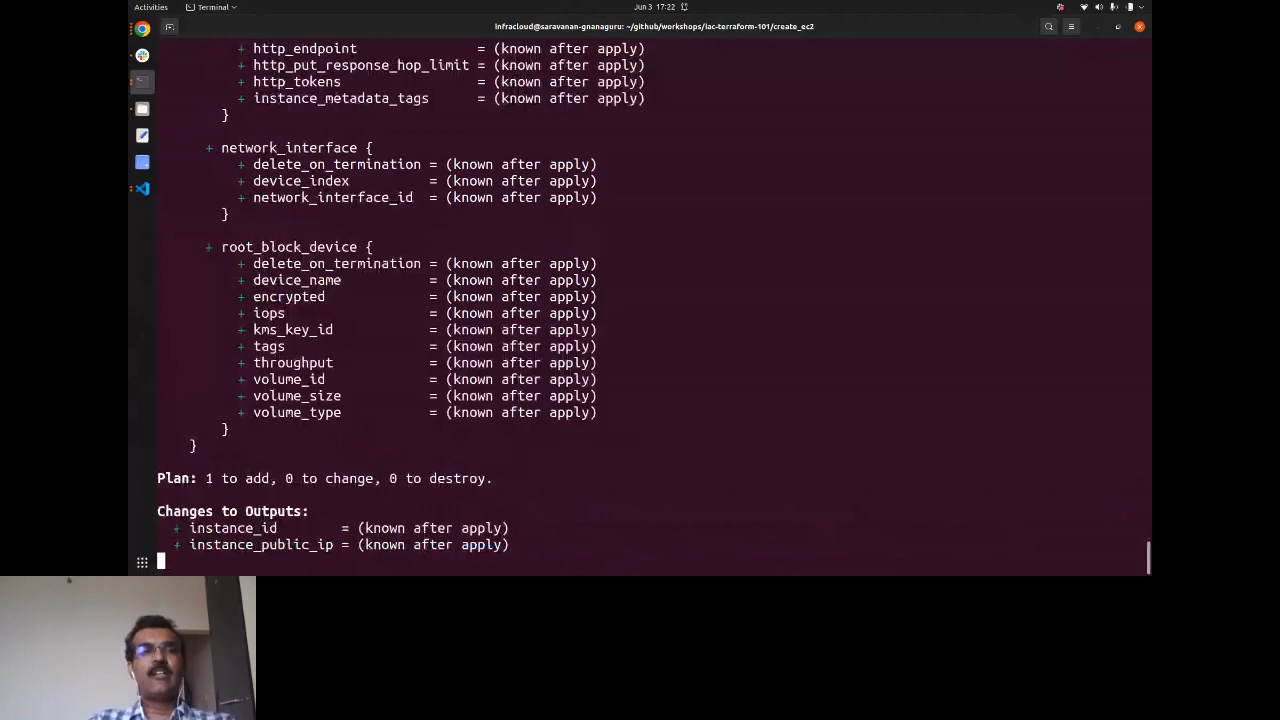 Activities
Terminal
Jun 3 17:22
infracloud@saravanan-gnanaguru: ~/github/workshops/iac-terraform-101/create_ec2
+ http_endpoint = (known after apply)
+ http_put_response_hop_limit = (known after apply)
+ http_tokens = (known after apply)
+ instance_metadata_tags = (known after apply)
}
+ network_interface {
+ delete_on_termination = (known after apply)
+ device_index = (known after apply)
+ network_interface_id = (known after apply)
}
+ root_block_device {
+ delete_on_termination = (known after apply)
+ device_name = (known after apply)
+ encrypted = (known after apply)
+ iops = (known after apply)
+ kms_key_id = (known after apply)
+ tags = (known after apply)
+ throughput = (known after apply)
+ volume_id = (known after apply)
+ volume_size = (known after apply)
+ volume_type = (known after apply)
}
}
Plan: 1 to add, 0 to change, 0 to destroy.
Changes to Outputs:
+ instance_id = (known after apply)
+ instance_public_ip = (known after apply)